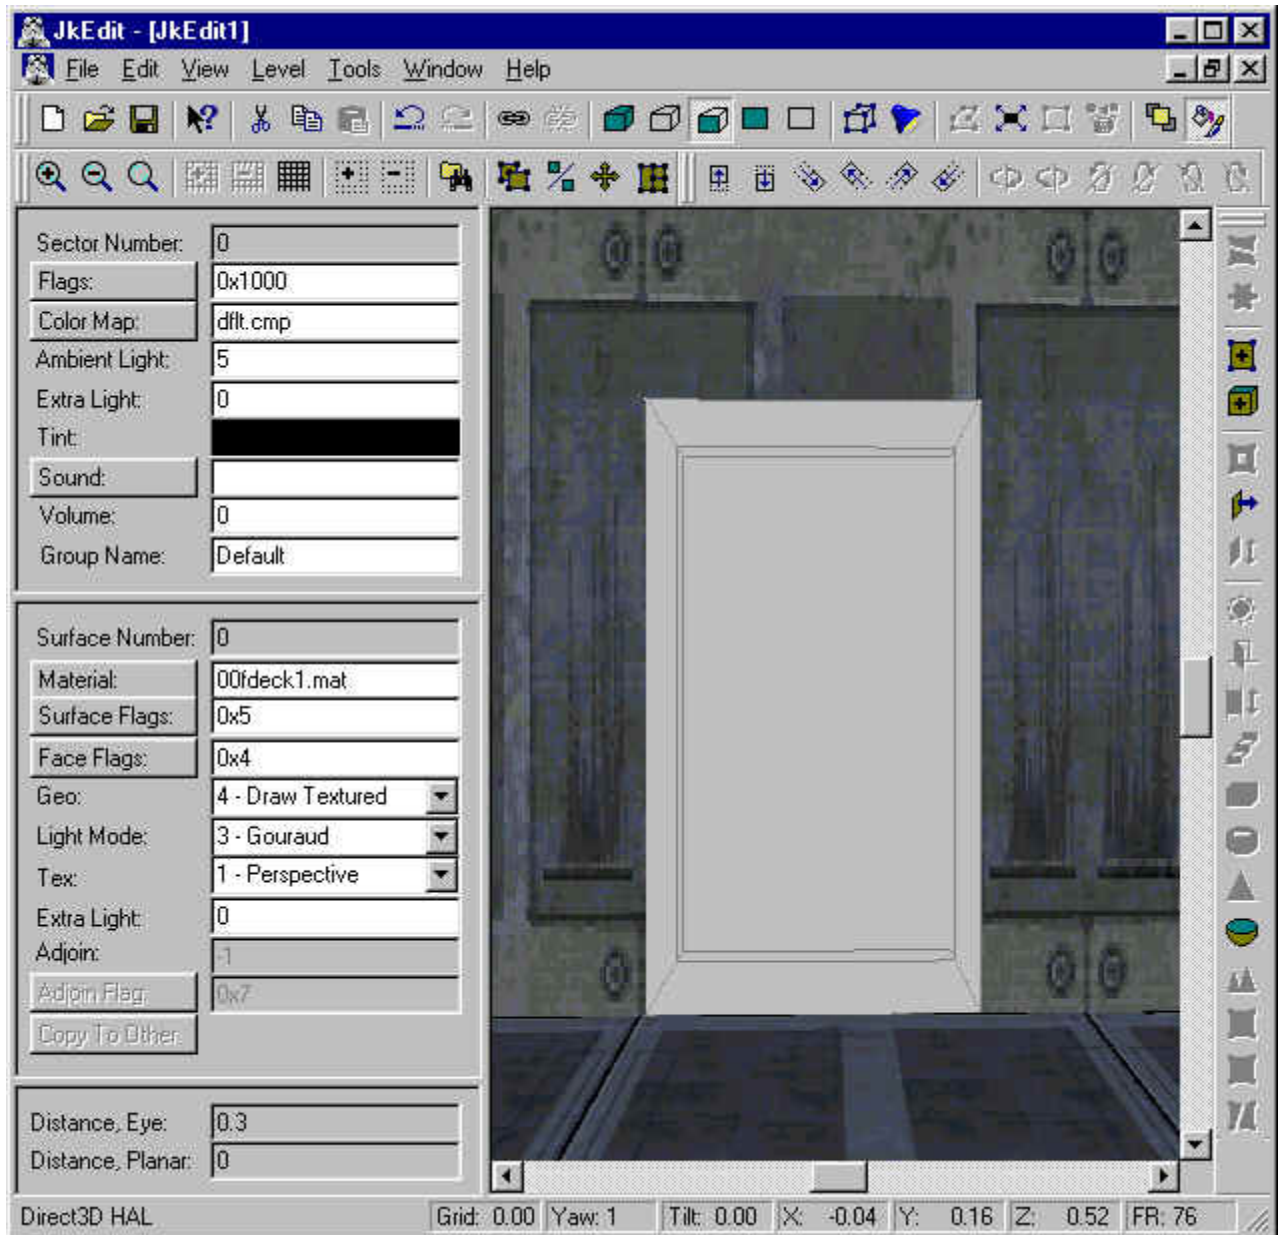 JkEdit - [JkEdit1]
File Edit View Level Tools Window Help
Sector Number: 0
Flags: 0x1000
Color Map: dflt.cmp
Ambient Light: 5
Extra Light: 0
Tint:
Sound:
Volume: 0
Group Name: Default
Surface Number: 0
Material: 00fdeck1.mat
Surface Flags: 0x5
Face Flags: 0x4
Geo: 4 - Draw Textured
Light Mode: 3 - Gouraud
Tex: 1 - Perspective
Extra Light: 0
Adjoin: -1
Adjoin Flag: 0x7
Copy To Other:
Distance, Eye: 0.3
Distance, Planar: 0
Direct3D HAL Grid: 0.00 Yaw: 1 Tilt: 0.00 X: -0.04 Y: 0.16 Z: 0.52 FR: 76